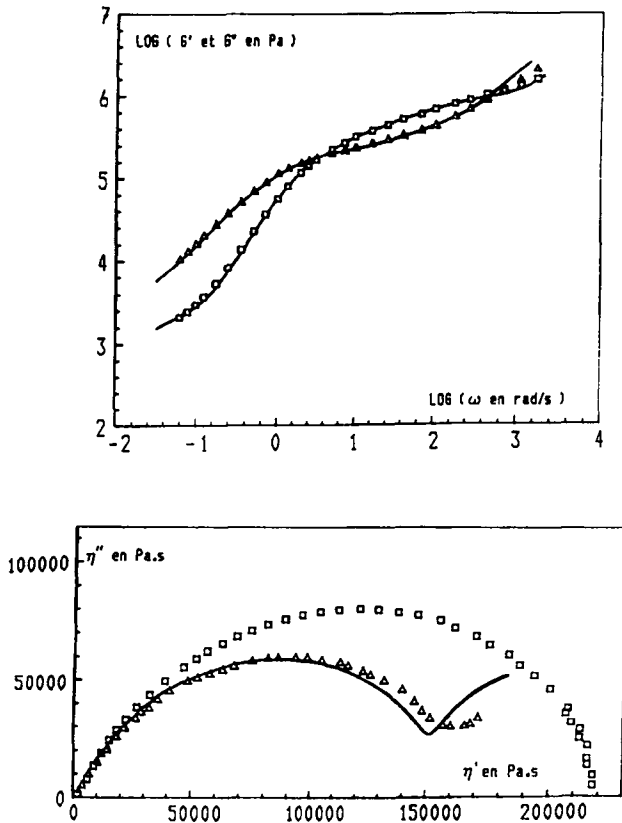 7
LOG ( G' et G" en Pa )
6
5
4
3
LOG (ω en rad/s )
2
-2 -1 0 1 2 3 4
η" en Pa.s
100000
50000
η' en Pa.s
0
0 50000 100000 150000 200000